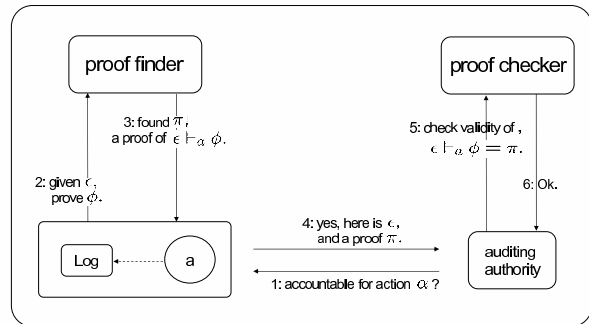 proof finder
proof checker
3: found π,
a proof of ϵ ⊢ₐ ϕ.
5: check validity of ,
ϵ ⊢ₐ ϕ = π.
2: given ϵ,
prove ϕ.
6: Ok.
4: yes, here is ϵ,
and a proof π.
Log
a
auditing
authority
1: accountable for action α ?